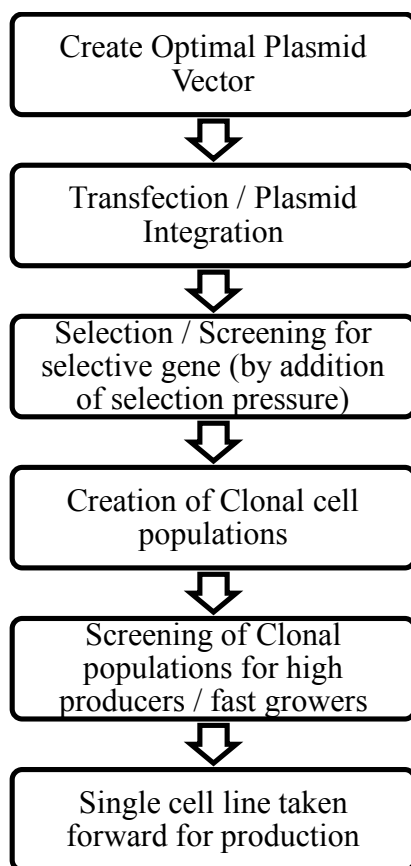 Create Optimal Plasmid
Vector
Transfection / Plasmid
Integration
Selection / Screening for
selective gene (by addition
of selection pressure)
Creation of Clonal cell
populations
Screening of Clonal
populations for high
producers / fast growers
Single cell line taken
forward for production